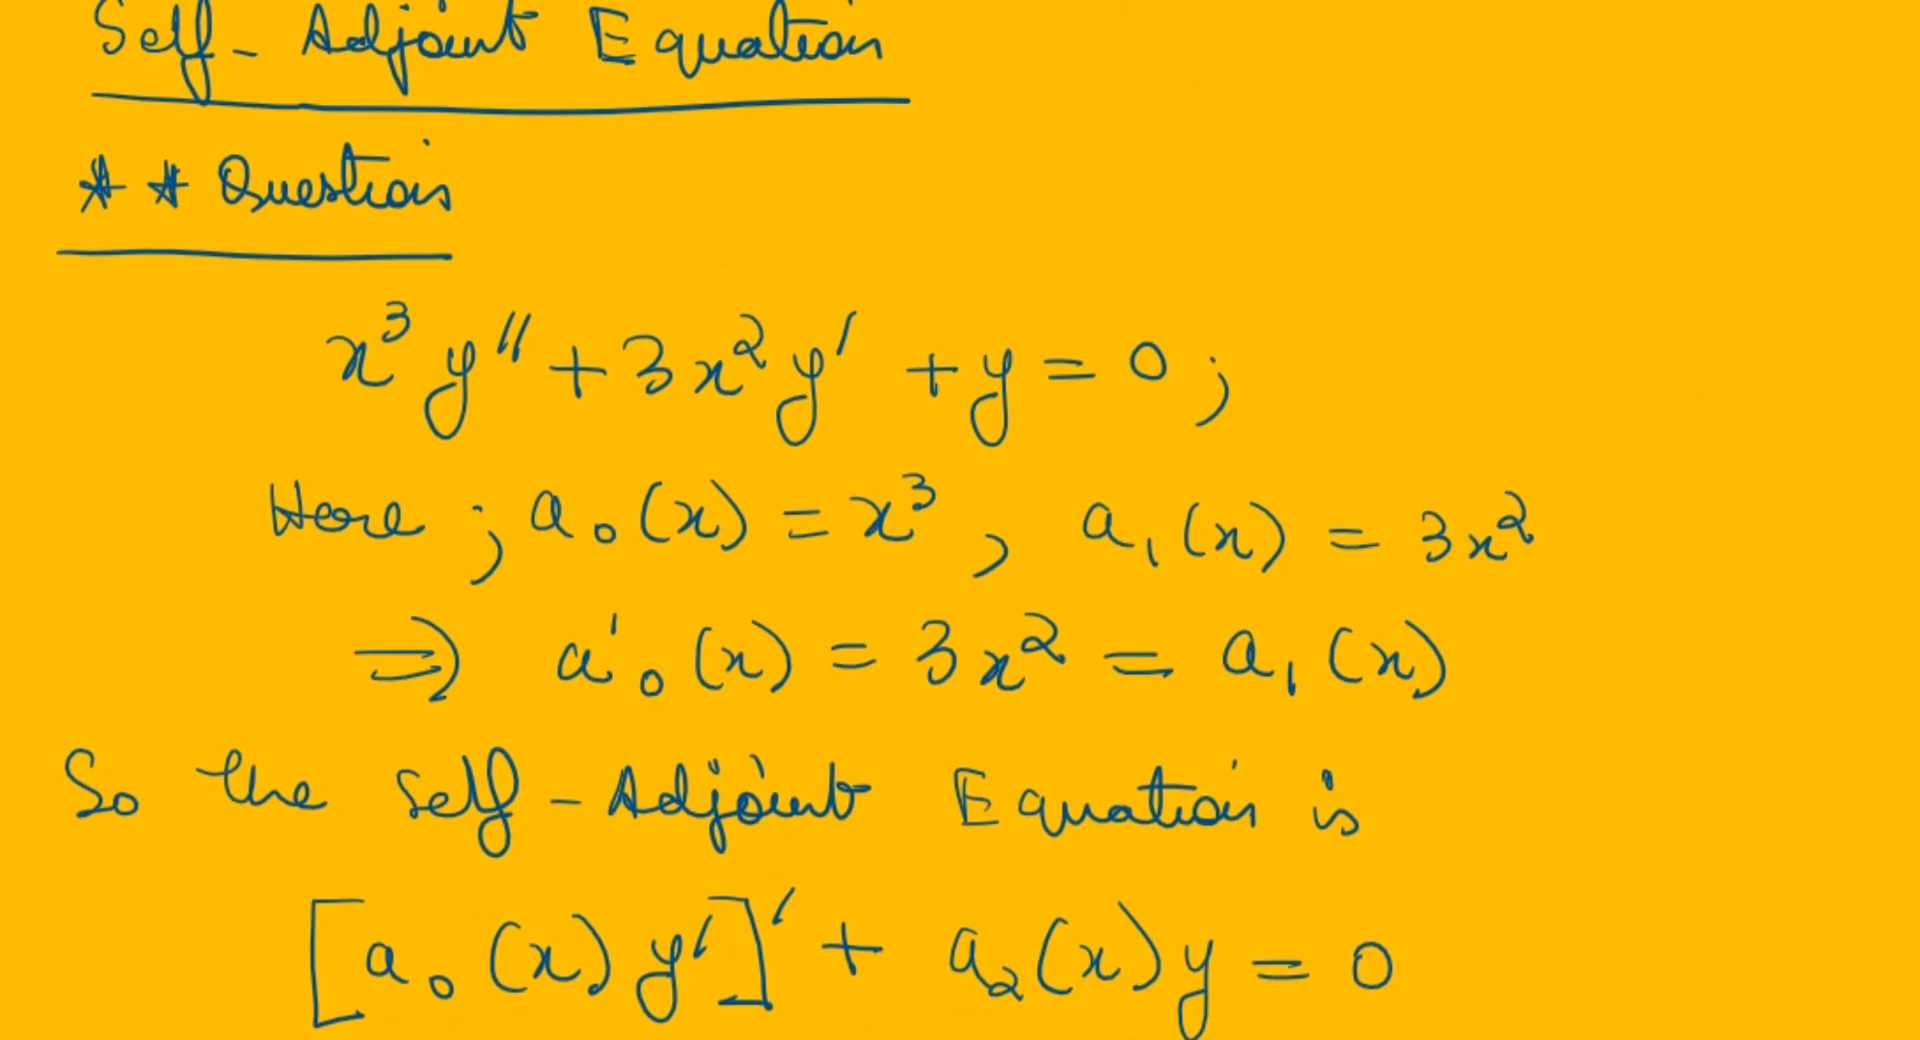 Self-Adjoint Equation
** Question
x³y″ + 3x²y′ + y = 0;
Here; a₀(x) = x³, a₁(x) = 3x²
⇒ a′₀(x) = 3x² = a₁(x)
So the Self-Adjoint Equation is
[a₀(x)y′]′ + a₂(x)y = 0